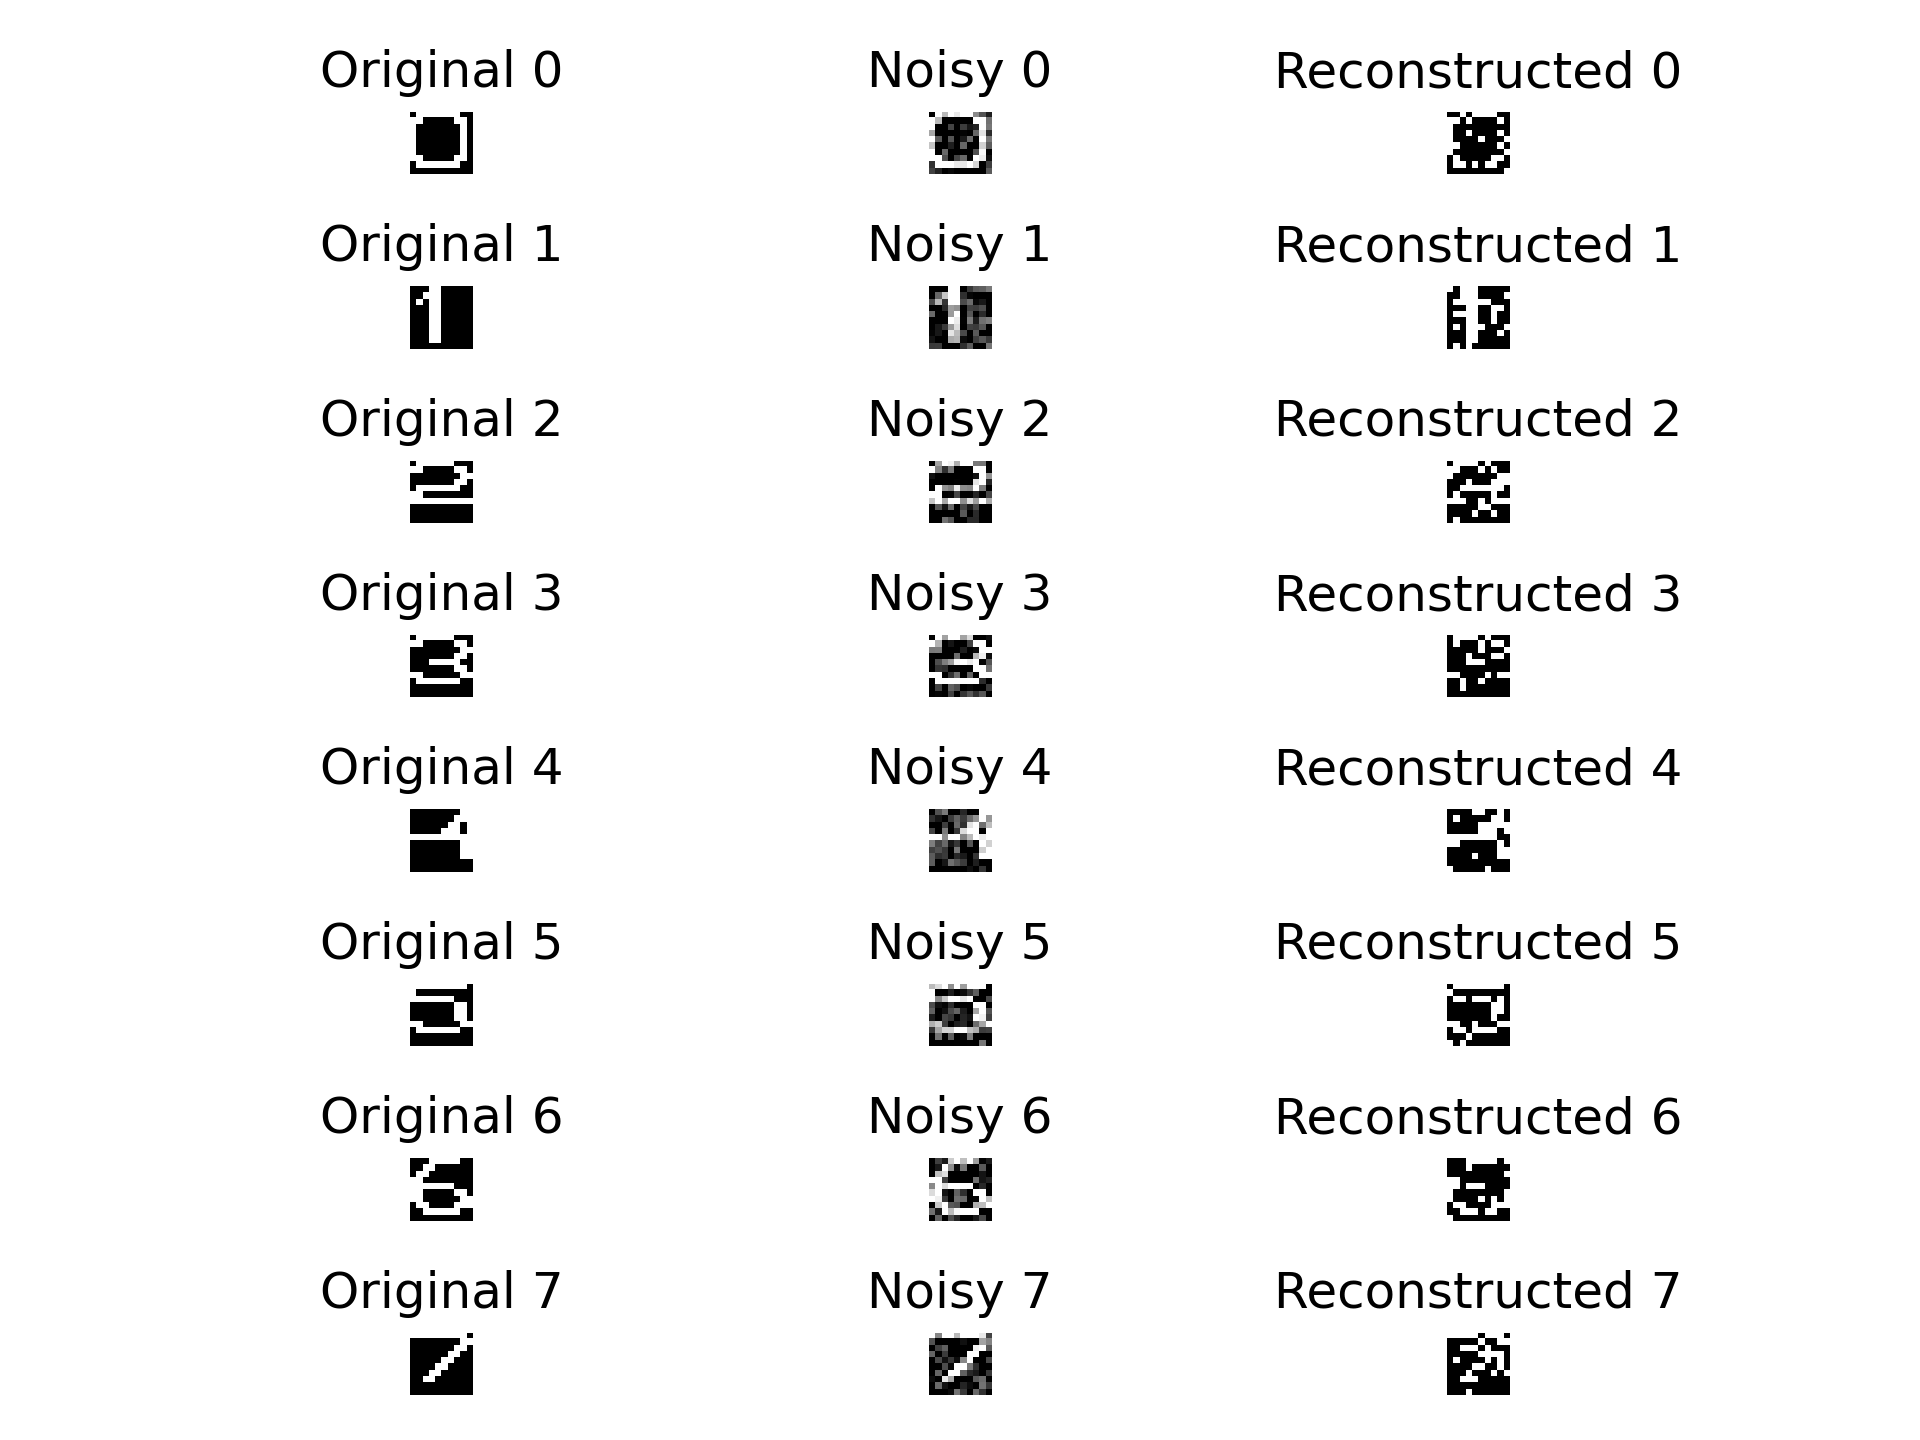 Original 0 Noisy 0 Reconstructed 0
Original 1 Noisy 1 Reconstructed 1
Original 2 Noisy 2 Reconstructed 2
Original 3 Noisy 3 Reconstructed 3
Original 4 Noisy 4 Reconstructed 4
Original 5 Noisy 5 Reconstructed 5
Original 6 Noisy 6 Reconstructed 6
Original 7 Noisy 7 Reconstructed 7